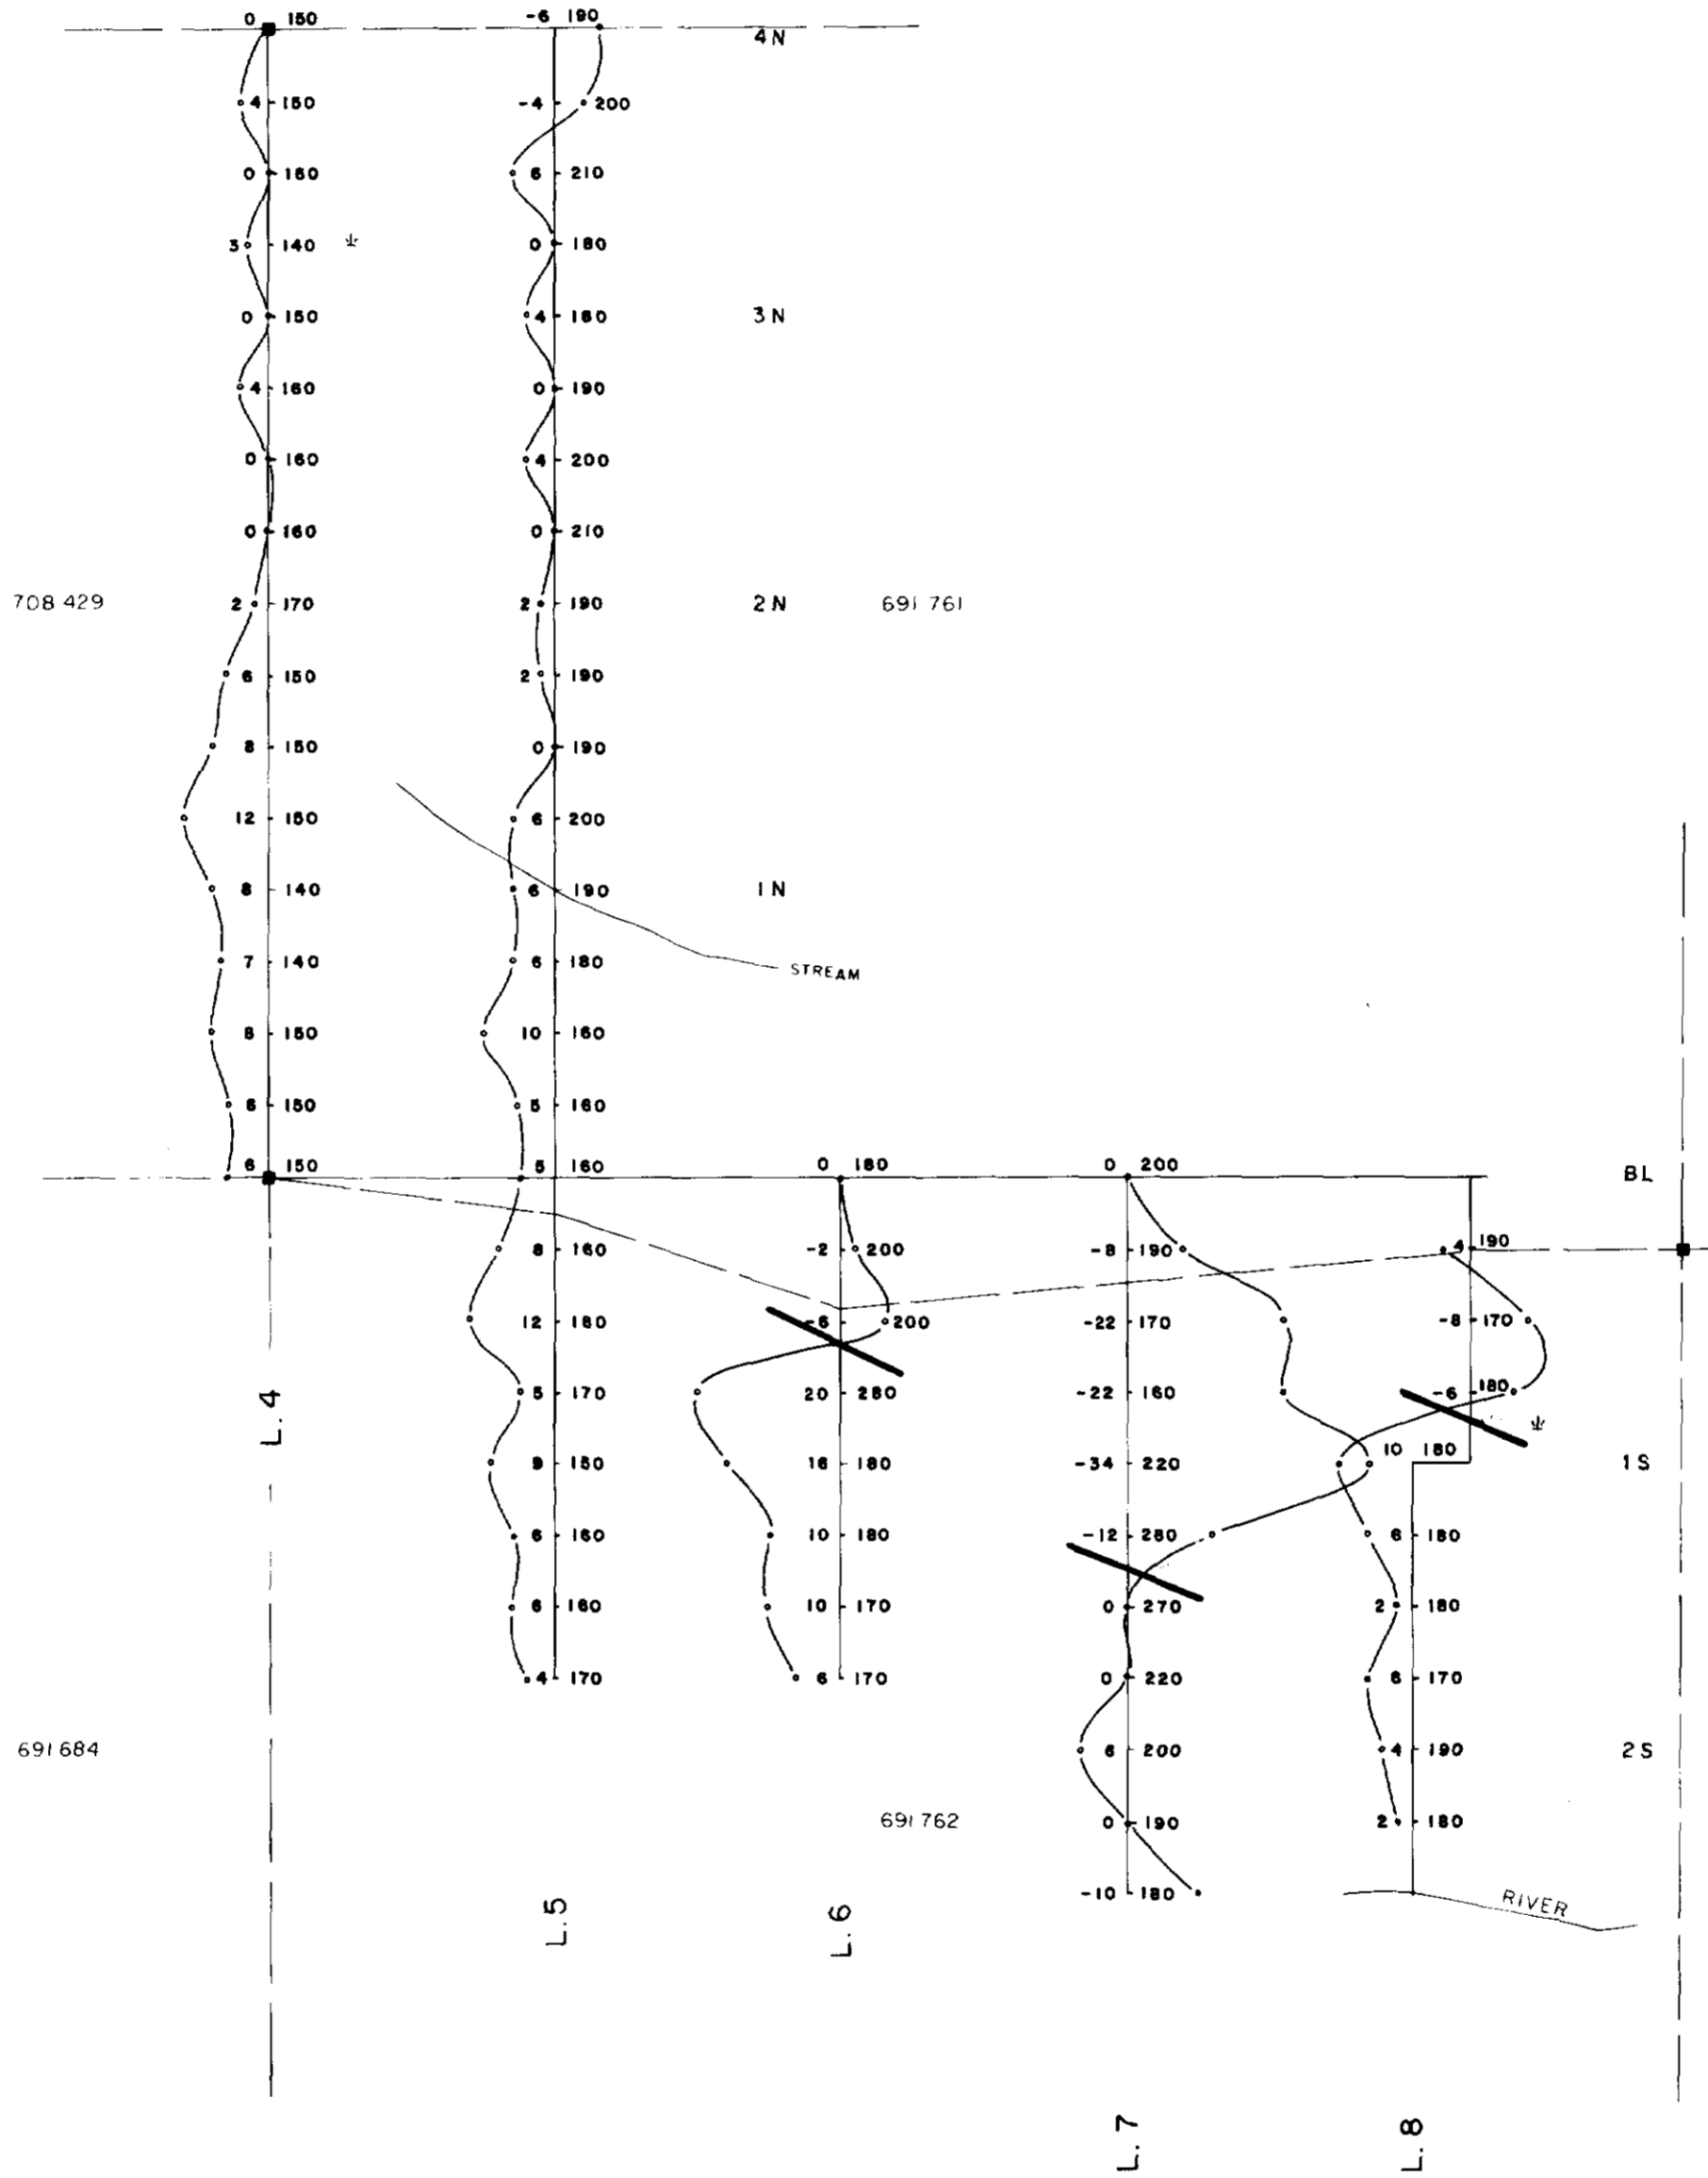 0 150 -6 190 4N
4 150 -4 200
0 160 6 210
3 140 0 180
0 150 4 160 3N
4 160 0 190
0 160 4 200
0 160 0 210
708 429 2 170 2 190 2N 691 761
6 150 2 190
8 150 0 190
12 150 6 200
8 140 6 190 1N
7 140 6 180 STREAM
8 150 10 160
6 150 5 160
6 150 5 160 0 180 0 200 BL
8 160 -2 200 -8 190 4 190
12 180 -6 200 -22 170 -8 170
L.4 5 170 20 280 -22 160 -6 180
9 150 16 180 -34 220 10 180 1S
6 160 10 180 -12 280 6 180
6 160 10 170 0 270 2 180
4 170 6 170 0 220 6 170
691 684 6 200 4 190 2S
691 762 0 190 2 180
-10 180 RIVER
L.5 L.6
L.7 L.8